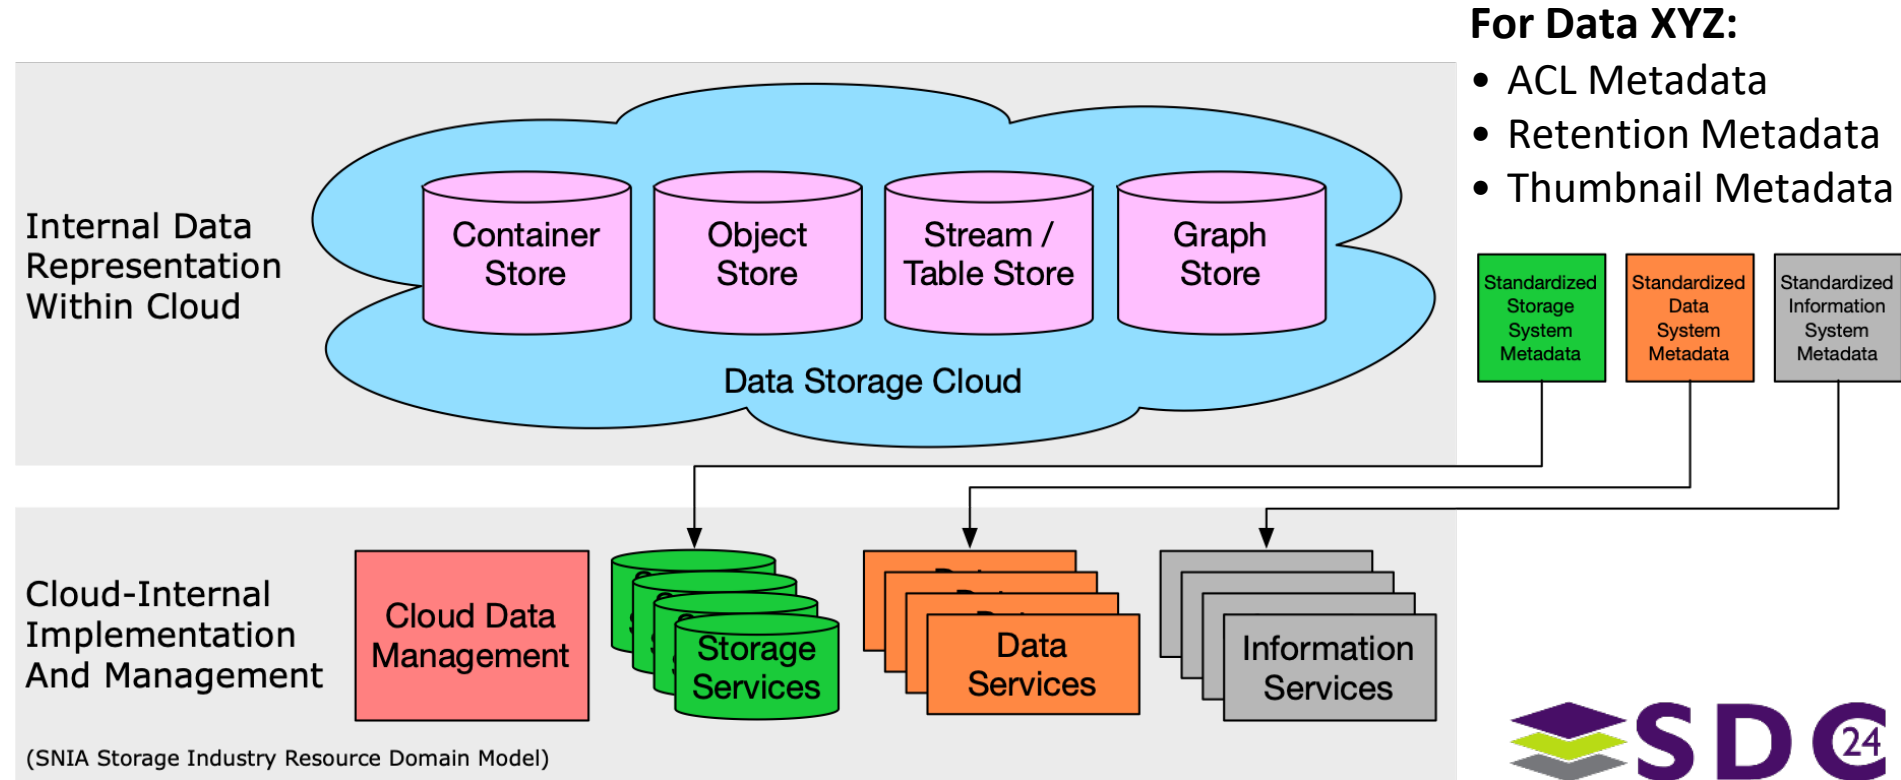 For Data XYZ:
• ACL Metadata
• Retention Metadata
• Thumbnail Metadata
Internal Data
Representation
Within Cloud
Container
Store
Object
Store
Stream /
Table Store
Graph
Store
Data Storage Cloud
Standardized
Storage
System
Metadata
Standardized
Data
System
Metadata
Standardized
Information
System
Metadata
Cloud-Internal
Implementation
And Management
Cloud Data
Management
Storage
Services
Data
Services
Information
Services
(SNIA Storage Industry Resource Domain Model)
SDC 24